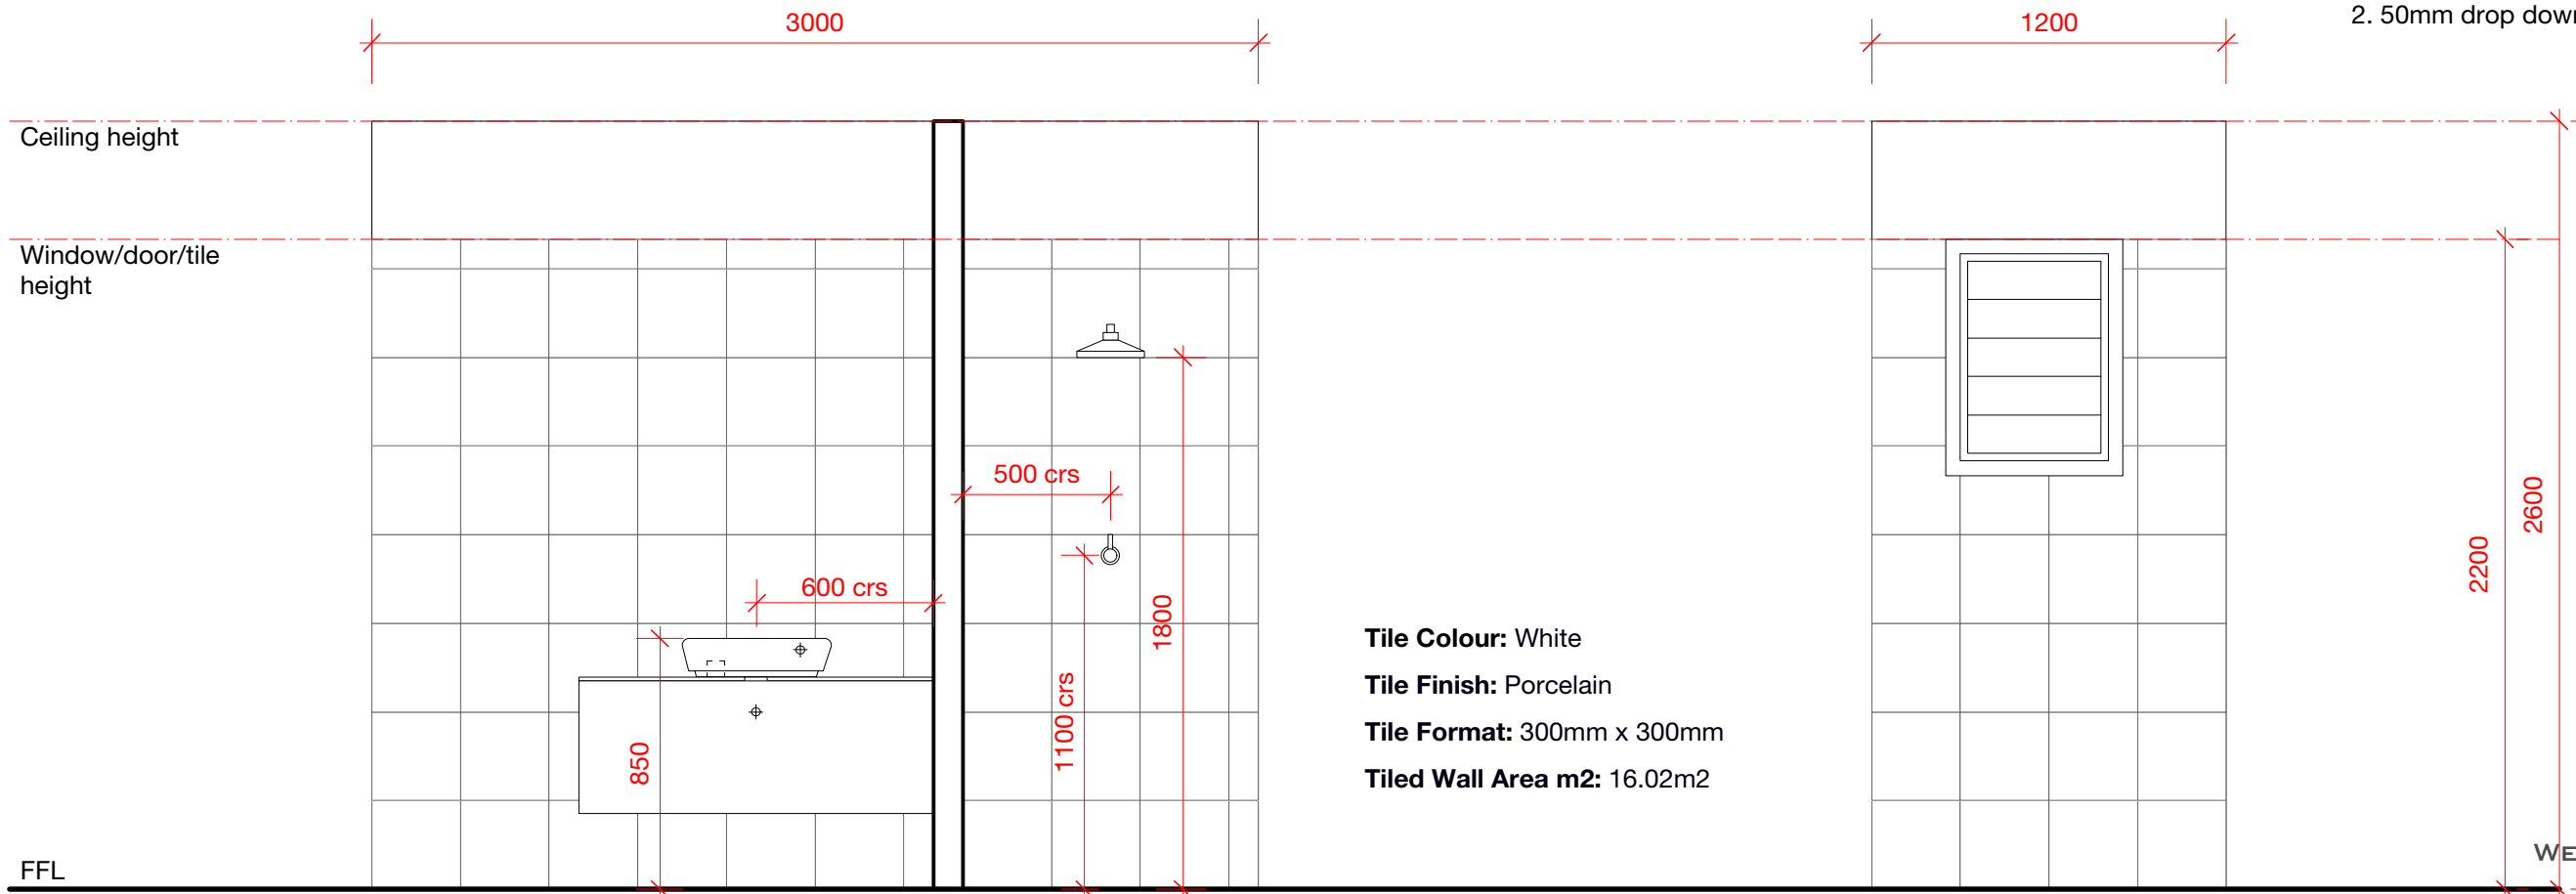 3000
1200
2. 50mm drop down
Ceiling height
Window/door/tile
height
500 crs
600 crs
850
1100 crs
1800
2200
2600
Tile Colour: White
Tile Finish: Porcelain
Tile Format: 300mm x 300mm
Tiled Wall Area m2: 16.02m2
FFL
WE